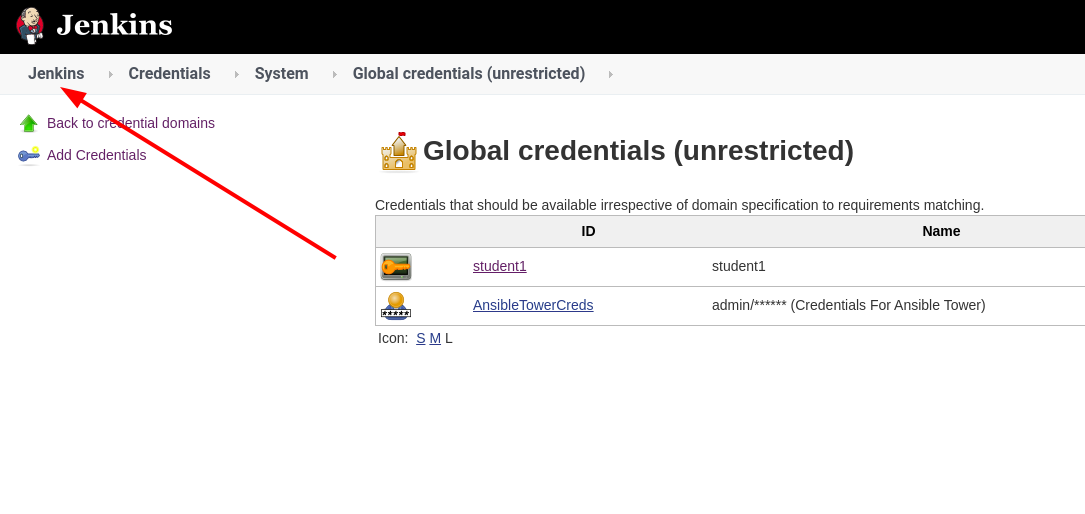 Jenkins
Jenkins Credentials System Global credentials (unrestricted)
Back to credential domains
Add Credentials
Global credentials (unrestricted)
Credentials that should be available irrespective of domain specification to requirements matching.
ID Name
student1 student1
AnsibleTowerCreds admin/****** (Credentials For Ansible Tower)
Icon: S M L